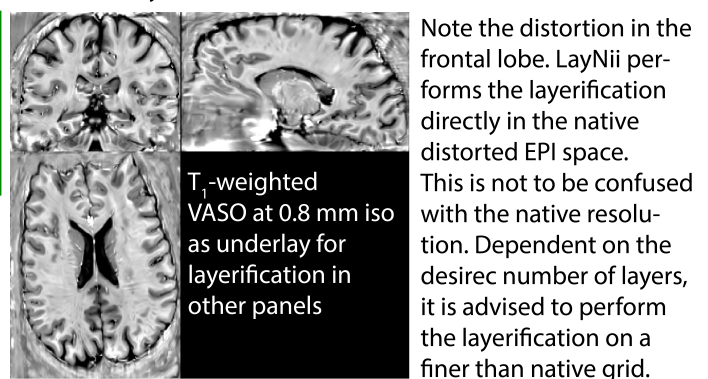 T1-weighted
VASO at 0.8 mm iso
as underlay for
layerification in
other panels
Note the distortion in the
frontal lobe. LayNii per-
forms the layerification
directly in the native
distorted EPI space.
This is not to be confused
with the native resolu-
tion. Dependent on the
desirec number of layers,
it is advised to perform
the layerification on a
finer than native grid.